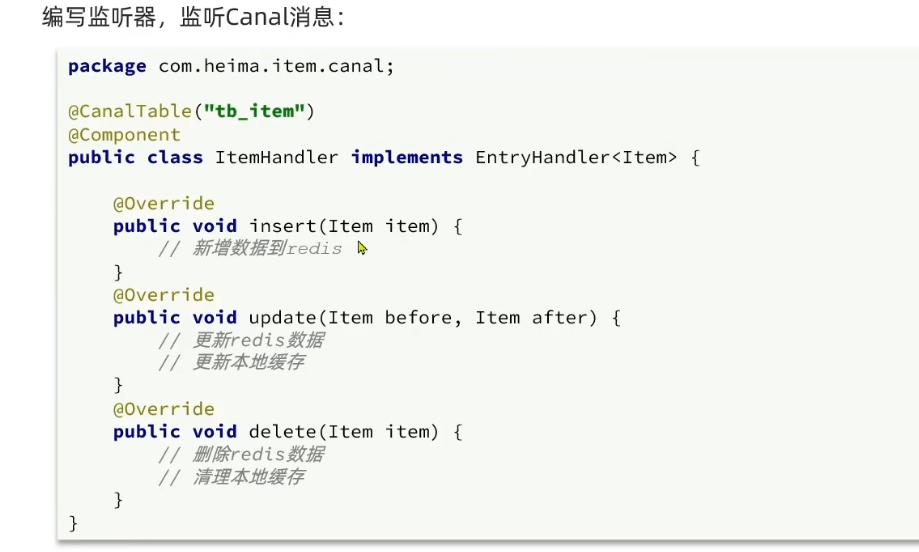 编写监听器，监听Canal消息：
package com.heima.item.canal;
@CanalTable("tb_item")
@Component
public class ItemHandler implements EntryHandler<Item> {
@Override
public void insert(Item item) {
// 新增数据到redis
}
@Override
public void update(Item before, Item after) {
// 更新redis数据
// 更新本地缓存
}
@Override
public void delete(Item item) {
// 删除redis数据
// 清理本地缓存
}
}